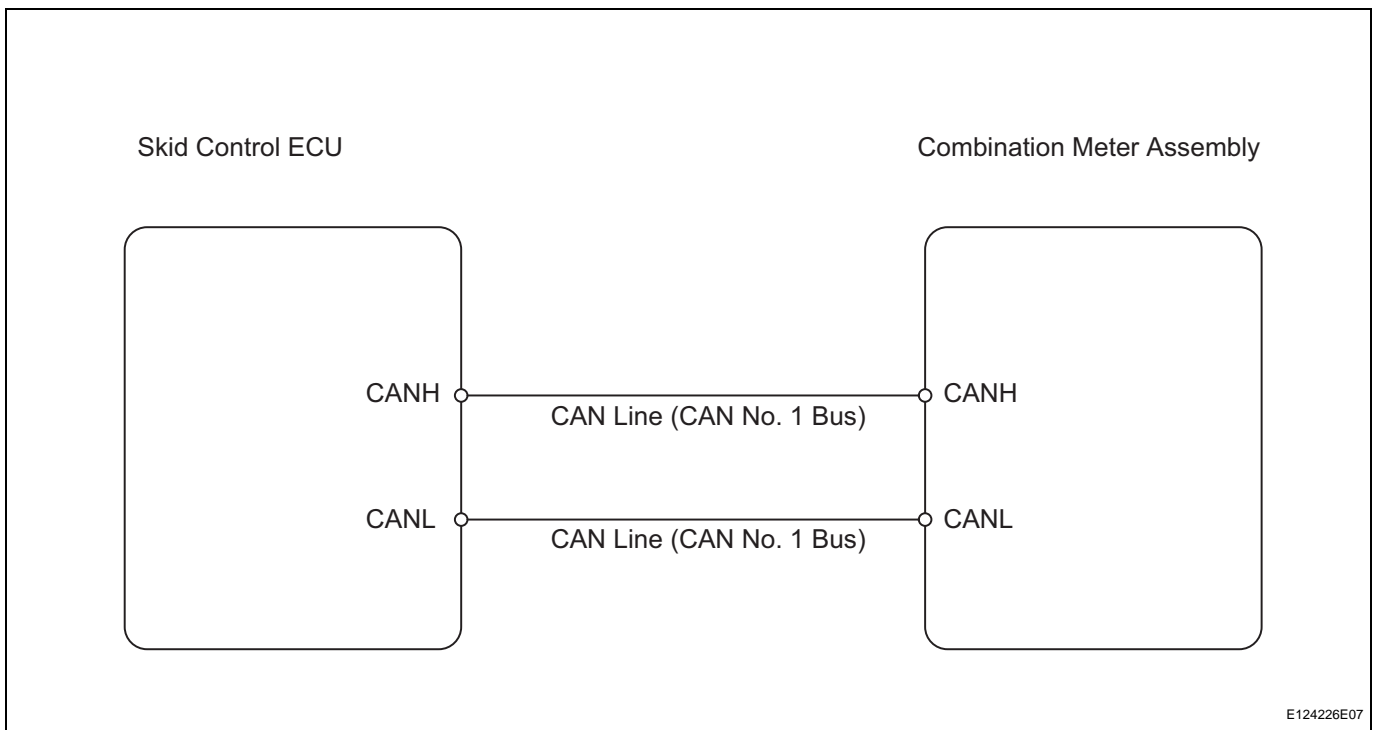 Skid Control ECU
Combination Meter Assembly
CANH
CANH
CAN Line (CAN No. 1 Bus)
CANL
CANL
CAN Line (CAN No. 1 Bus)
E124226E07